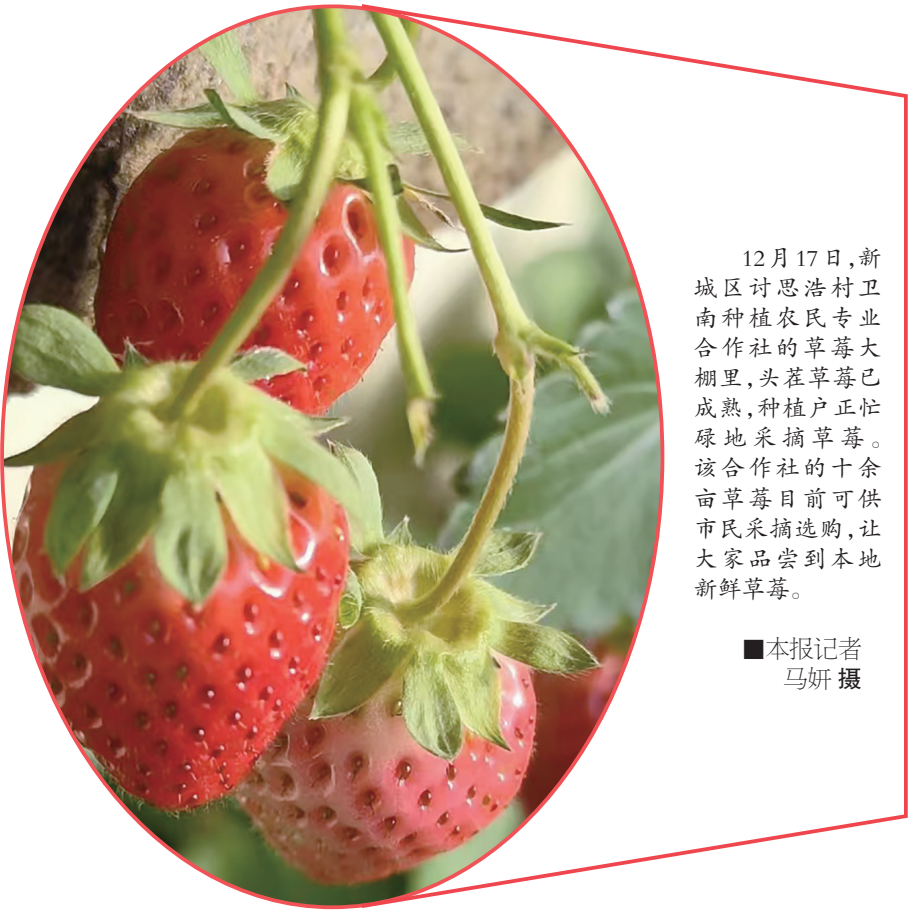 12月17日,新
城区讨思浩村卫
南种植农民专业
合作社的草莓大
棚里,头茬草莓已
成熟,种植户正忙
碌地采摘草莓。
该合作社的十余
亩草莓目前可供
市民采摘选购,让
大家品尝到本地
新鲜草莓。
■本报记者
马妍 摄